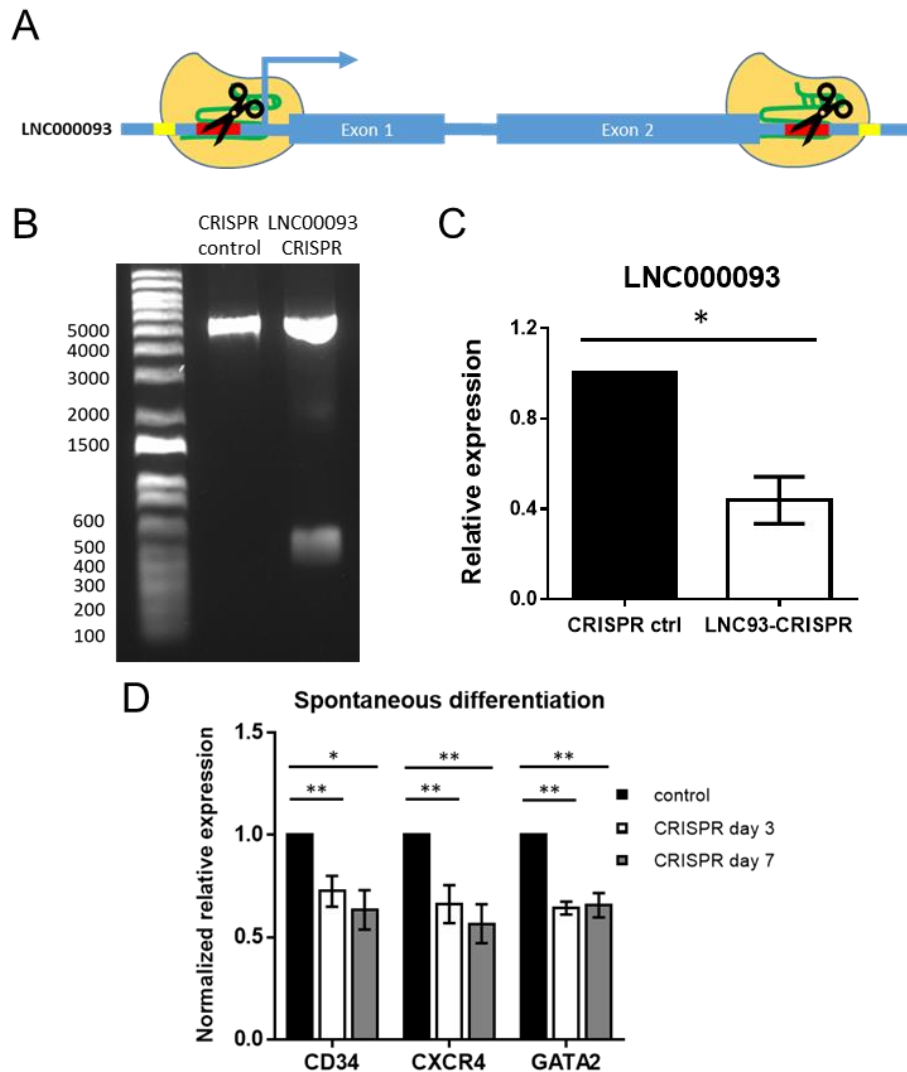 A
LNC000093
Exon 1
Exon 2
B
CRISPR control
LNC00093 CRISPR
5000
4000
3000
2000
1500
600
500
400
300
200
100
C
LNC000093
*
Relative expression
1.2
0.8
0.4
0.0
CRISPR ctrl
LNC93-CRISPR
D
Spontaneous differentiation
Normalized relative expression
1.5
1.0
0.5
0.0
*
**
**
**
**
**
control
CRISPR day 3
CRISPR day 7
CD34
CXCR4
GATA2